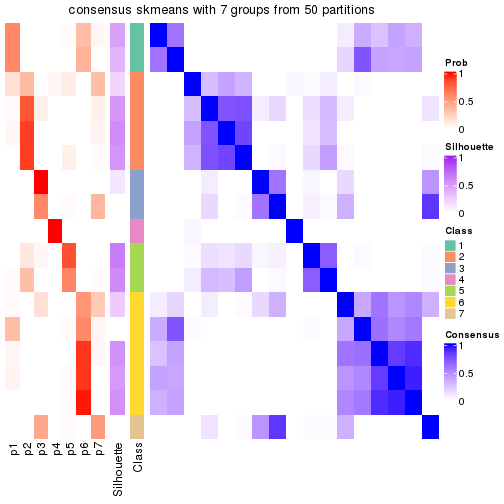 consensus skmeans with 7 groups from 50 partitions
Prob
1
0.5
0
Silhouette
1
0.5
0
Class
1
2
3
4
5
6
7
Consensus
1
0.5
0
p1
p2
p3
p4
p5
p6
p7
Silhouette
Class